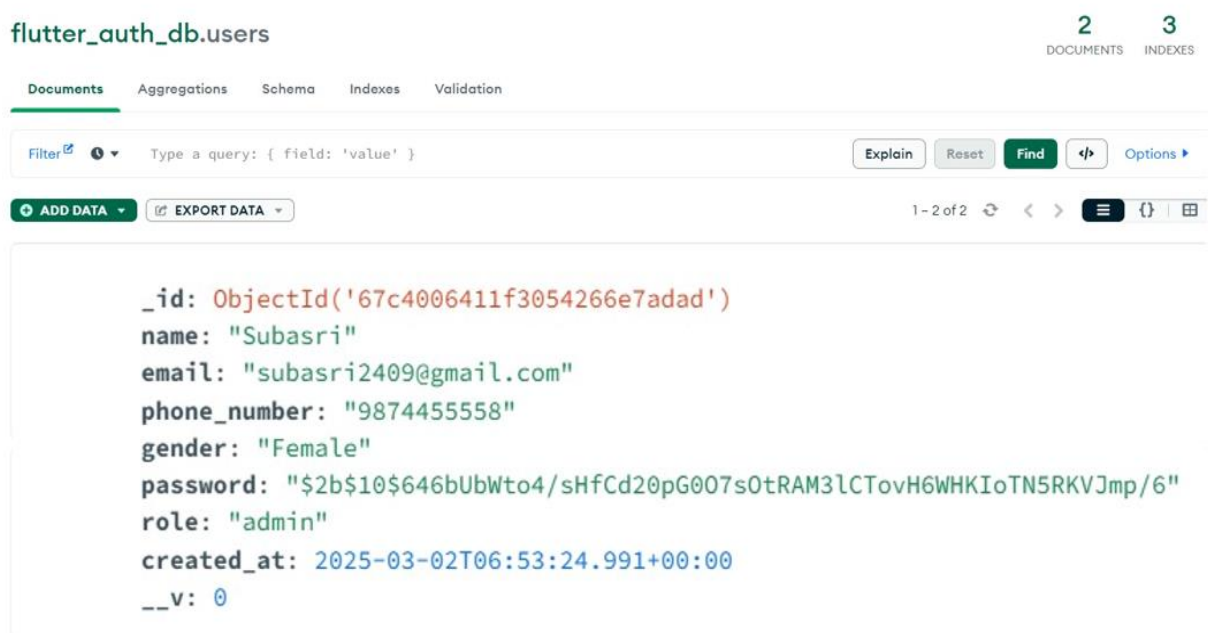 flutter_auth_db.users
2 3
DOCUMENTS INDEXES
Documents Aggregations Schema Indexes Validation
Filter Type a query: { field: 'value' } Explain Reset Find </> Options
ADD DATA EXPORT DATA 1 – 2 of 2 {}
_id: ObjectId('67c4006411f3054266e7adad')
name: "Subasri"
email: "subasri2409@gmail.com"
phone_number: "9874455558"
gender: "Female"
password: "$2b$10$646bUbWto4/sHfCd20pG0O7sOtRAM3lCTovH6WHKIoTN5RKVJmp/6"
role: "admin"
created_at: 2025-03-02T06:53:24.991+00:00
__v: 0